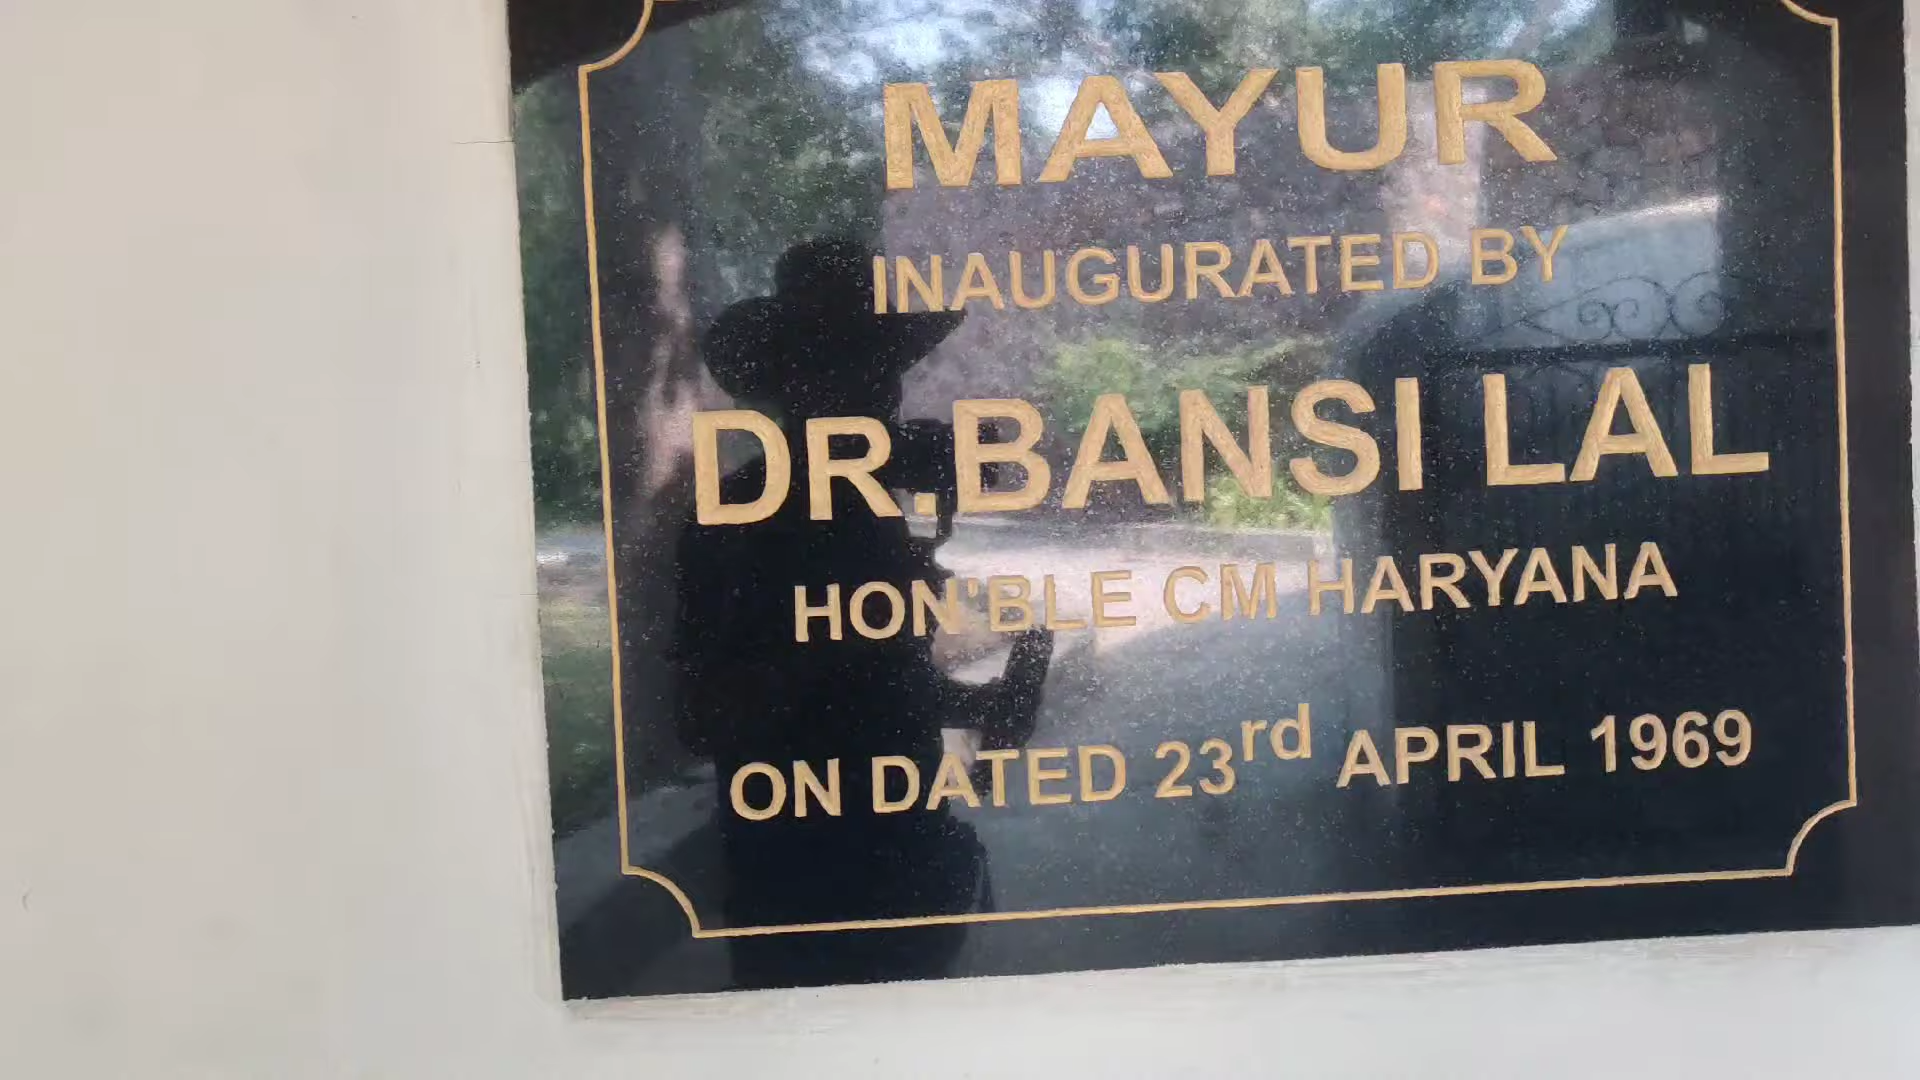 MAYUR
INAUGURATED BY
DR.BANSI LAL
HON'BLE CM HARYANA
ON DATED 23rd APRIL 1969